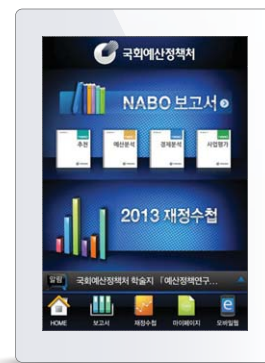 국회예산정책처
NABO 보고서
추천 예산분석 경제분석 사업평가
2013 재정수첩
알림 국회예산정책처 학술지 『예산정책연구...
HOME 보고서 재정수첩 마이페이지 모바일웹